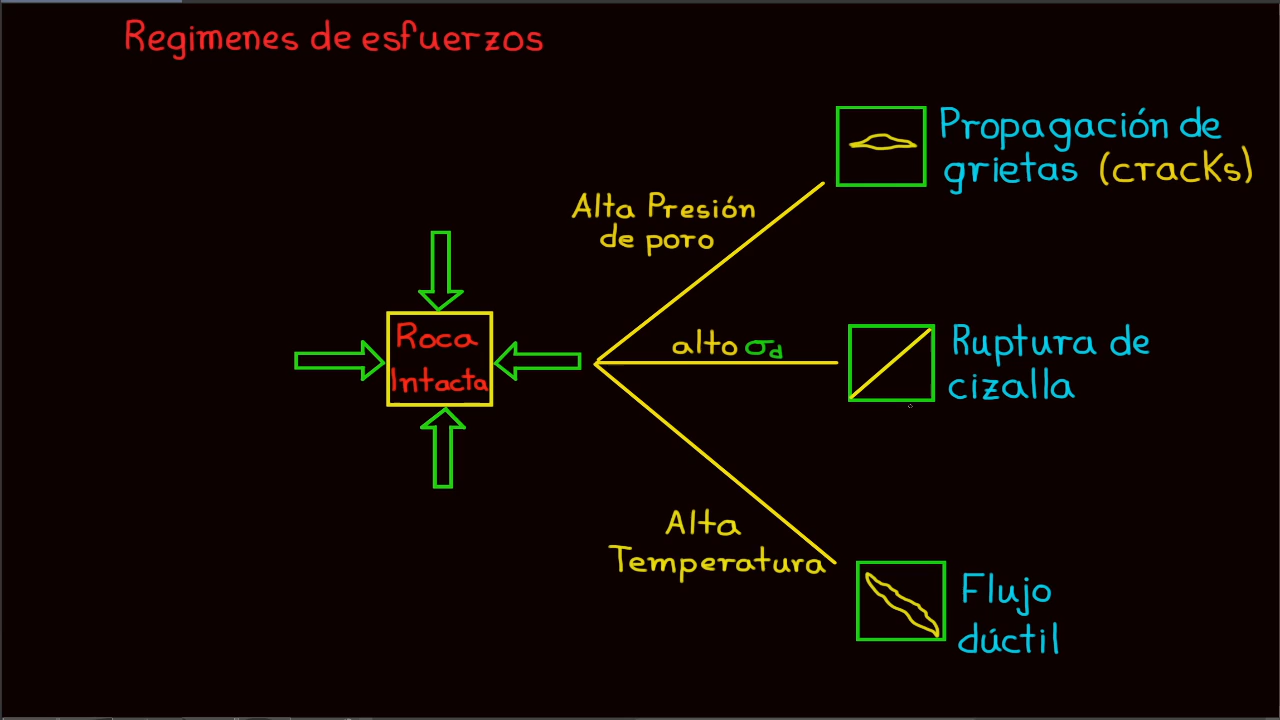 Regimenes de esfuerzos
Propagación de
grietas (cracks)
Alta Presión
de poro
Roca
Intacta
alto σd
Ruptura de
cizalla
Alta
Temperatura
Flujo
dúctil